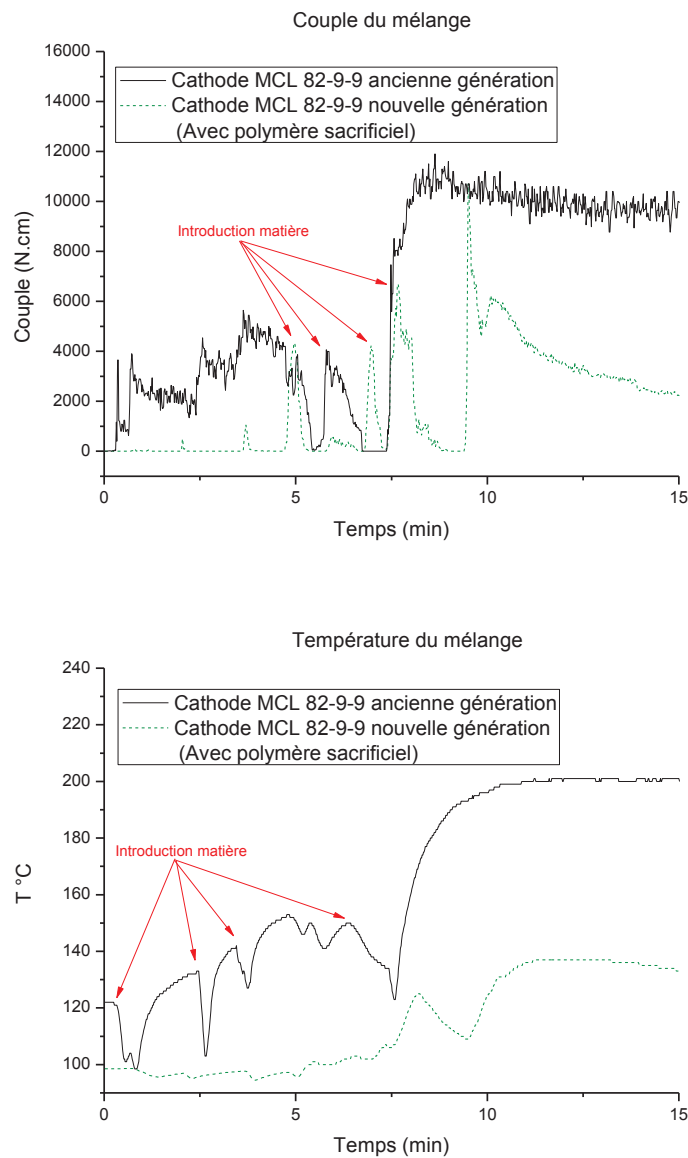 Couple du mélange
16000
14000
12000
10000
8000
6000
4000
2000
0
Couple (N.cm)
Cathode MCL 82-9-9 ancienne génération
Cathode MCL 82-9-9 nouvelle génération
(Avec polymère sacrificiel)
Introduction matière
0
5
10
15
Temps (min)
Température du mélange
240
220
200
180
160
140
120
100
T °C
Cathode MCL 82-9-9 ancienne génération
Cathode MCL 82-9-9 nouvelle génération
(Avec polymère sacrificiel)
Introduction matière
0
5
10
15
Temps (min)